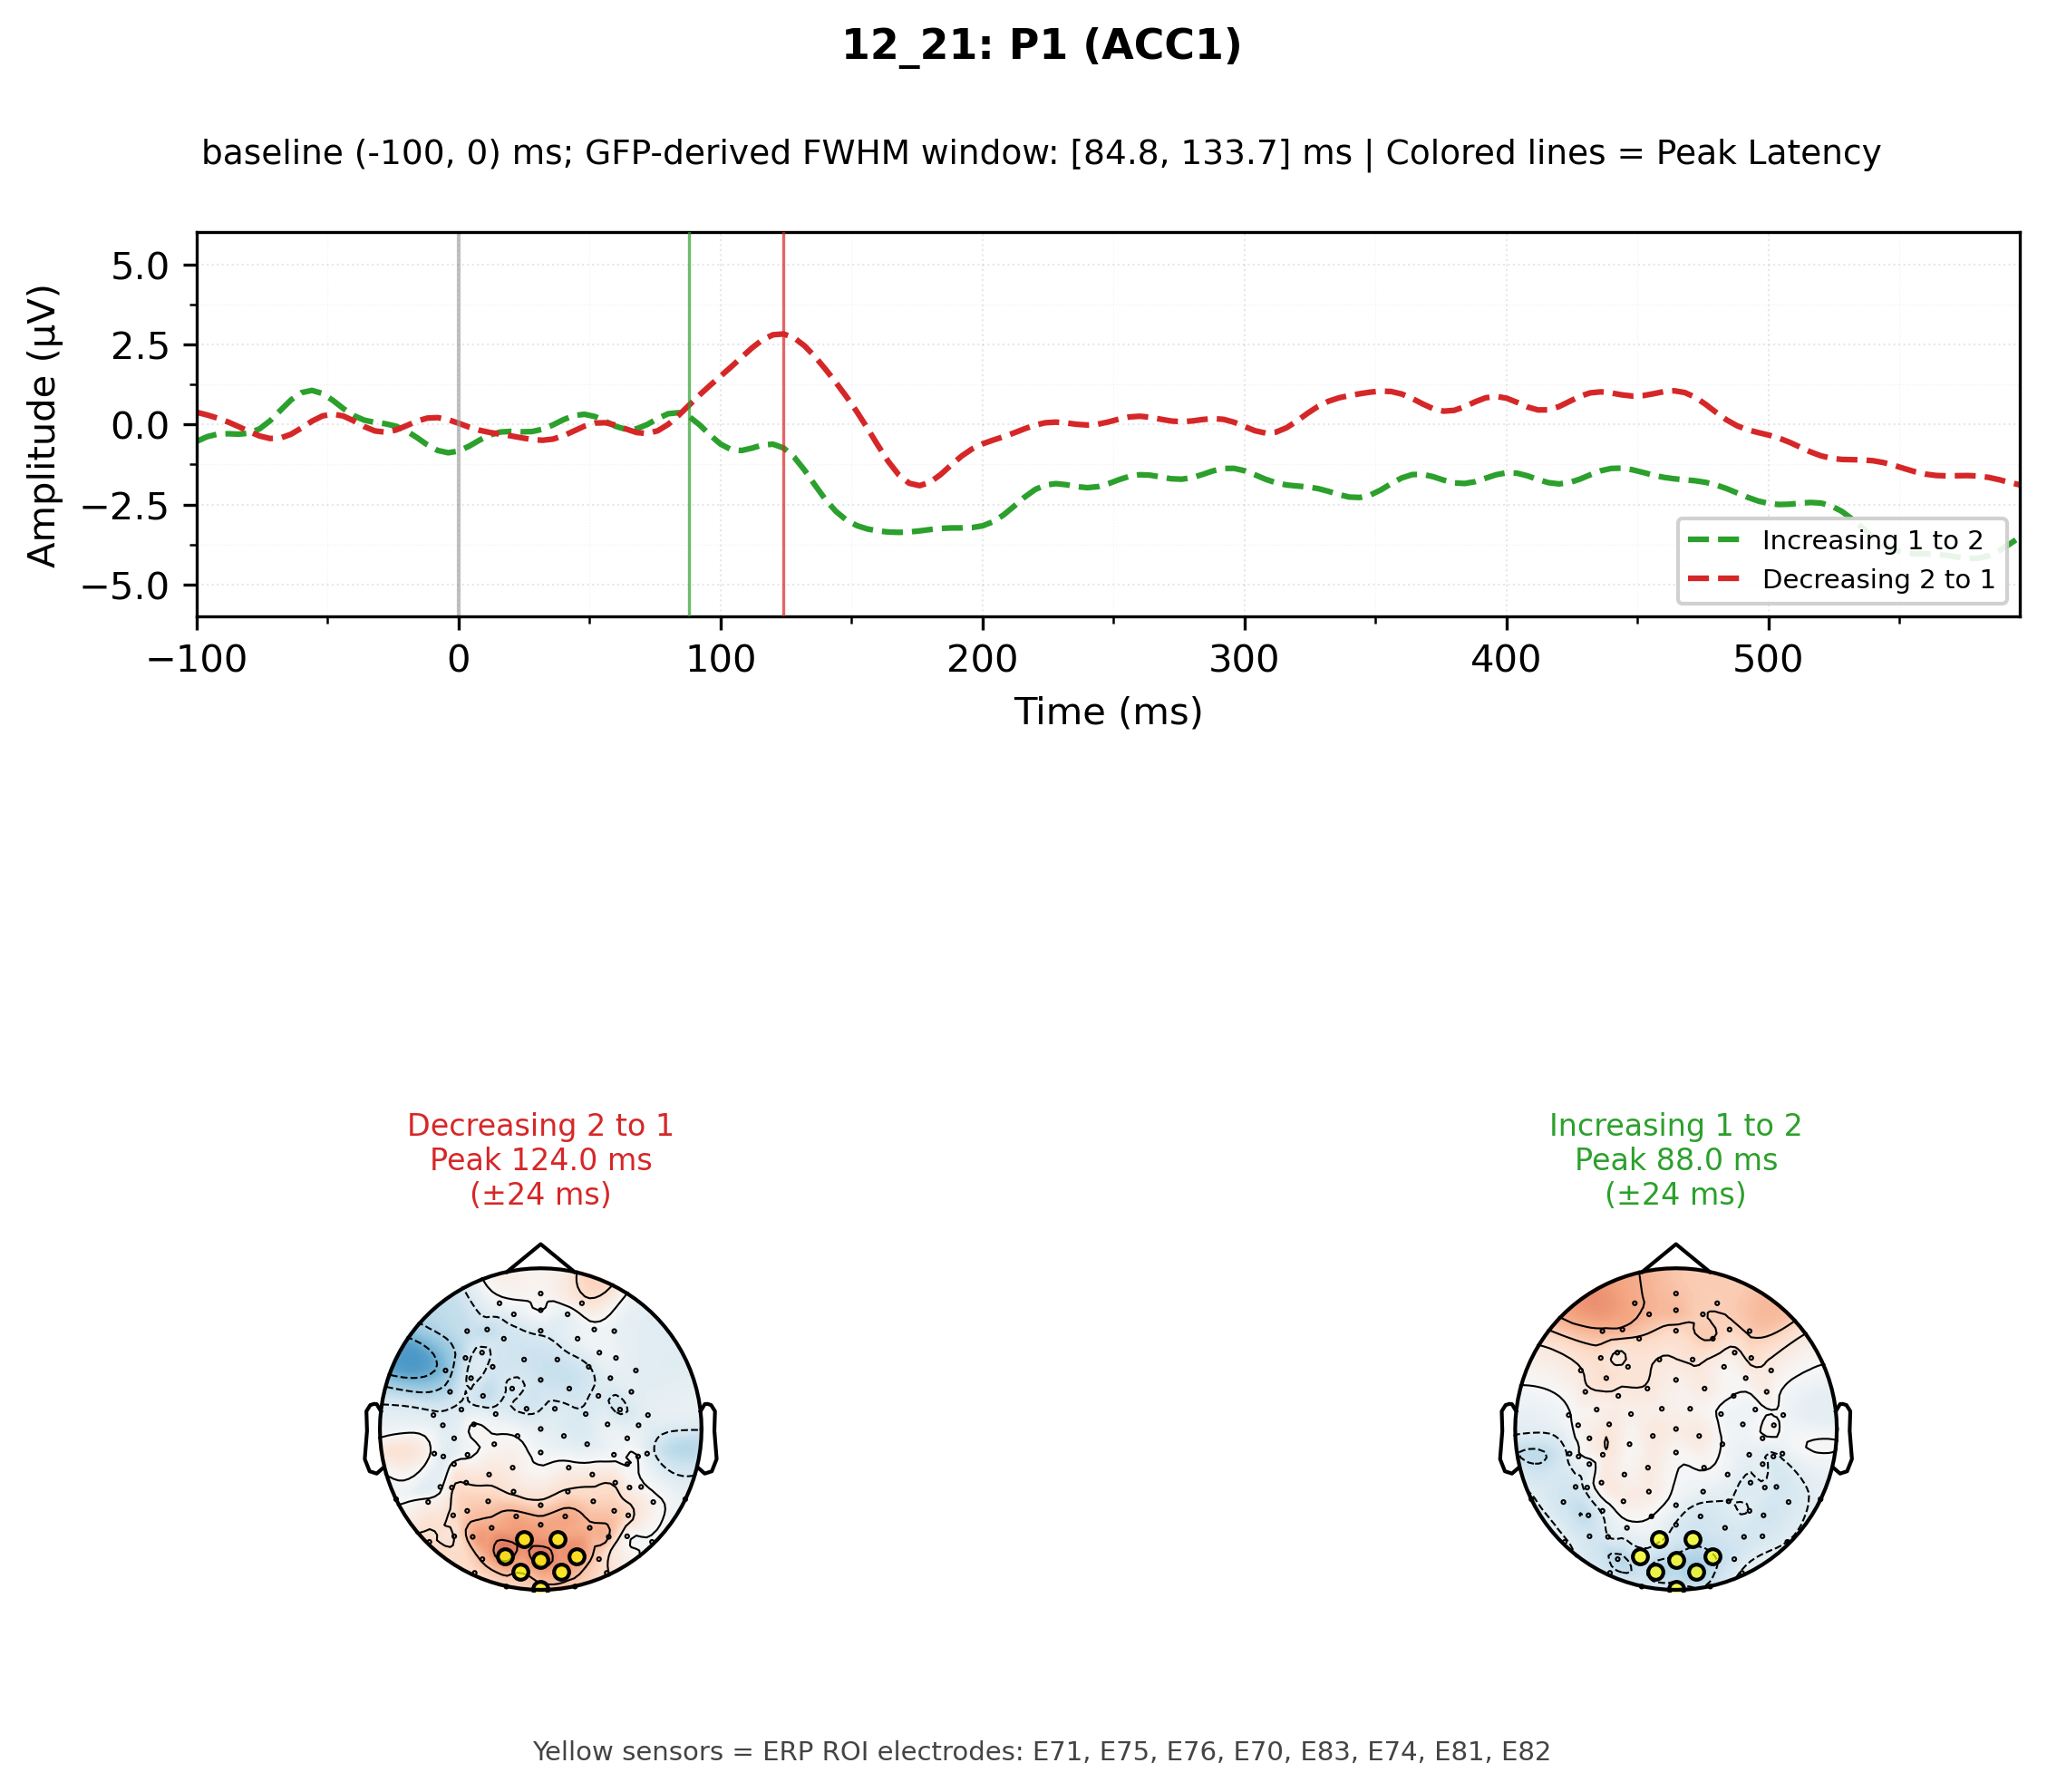 12_21: P1 (ACC1)
baseline (-100, 0) ms; GFP-derived FWHM window: [84.8, 133.7] ms | Colored lines = Peak Latency
Amplitude (µV)
5.0
2.5
0.0
−2.5
−5.0
Increasing 1 to 2
Decreasing 2 to 1
−100
0
100
200
300
400
500
Time (ms)
Decreasing 2 to 1
Peak 124.0 ms
(±24 ms)
Increasing 1 to 2
Peak 88.0 ms
(±24 ms)
Yellow sensors = ERP ROI electrodes: E71, E75, E76, E70, E83, E74, E81, E82